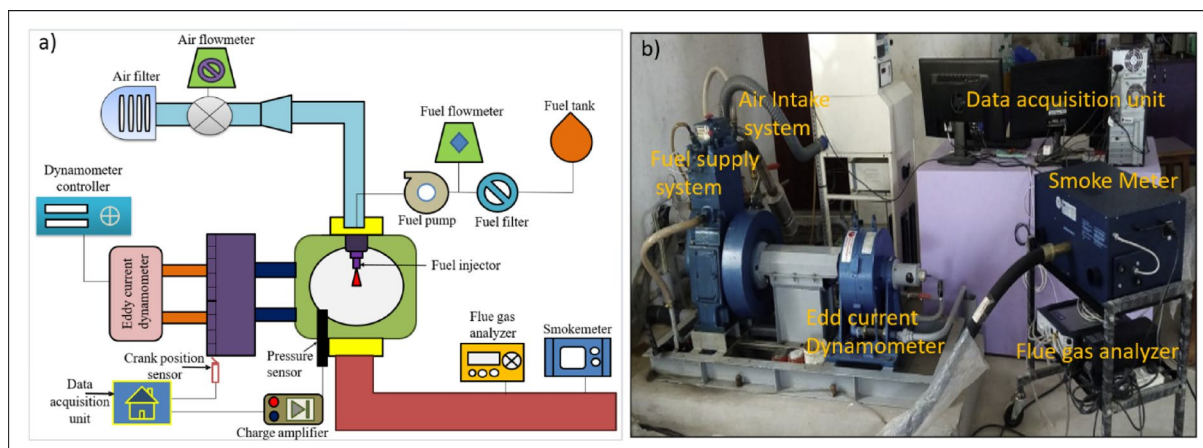 a)
Air flowmeter
Air filter
Fuel flowmeter
Fuel tank
Dynamometer
controller
Fuel pump
Fuel filter
Fuel injector
Eddy current
dynamometer
Flue gas
analyzer
Smokemeter
Pressure
sensor
Crank position
sensor
Data
acquisition
unit
Charge amplifier
b)
Air Intake
system
Data acquisition unit
Fuel supply
system
Smoke Meter
Edd current
Dynamometer
Flue gas analyzer